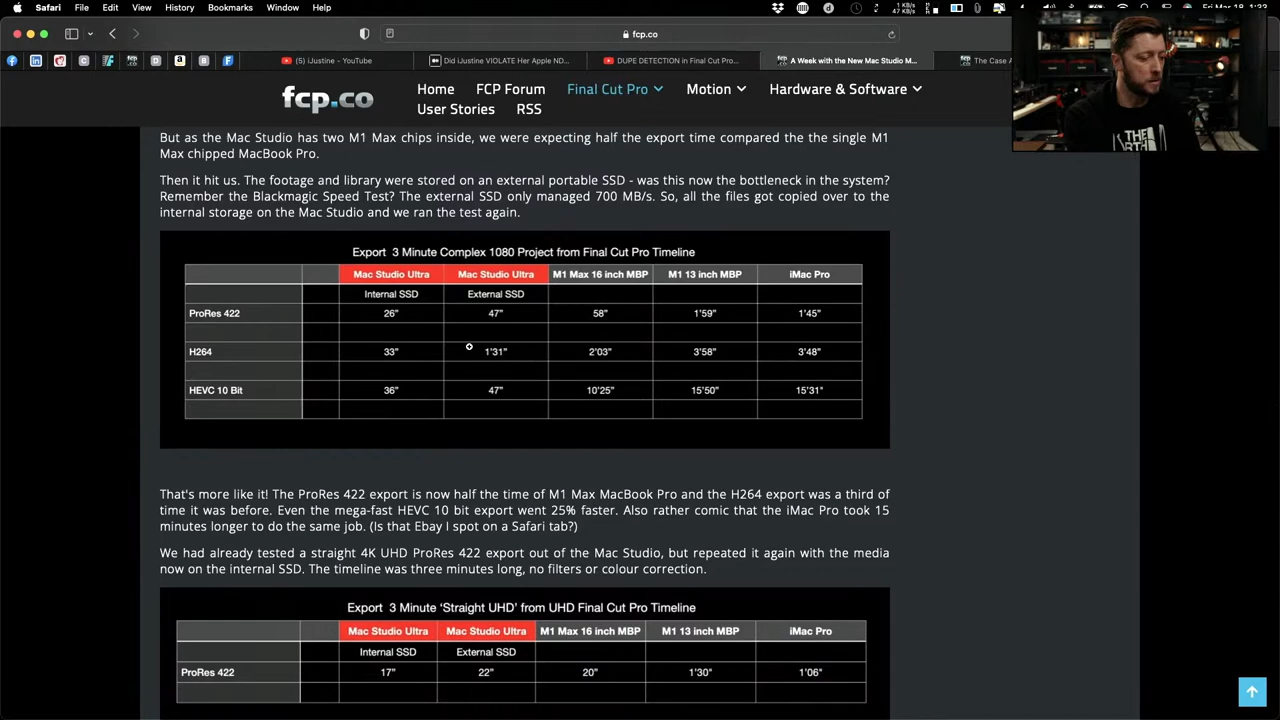 Safari File Edit View History Bookmarks Window Help
1 KB/s
47 KB/s
Fri Mar 18
fcp.co
(5) iJustine - YouTube
Did iJustine VIOLATE Her Apple ND...
DUPE DETECTION in Final Cut Pro...
A Week with the New Mac Studio M...
The Case A
fcp.co
Home FCP Forum Final Cut Pro Motion Hardware & Software
User Stories RSS
But as the Mac Studio has two M1 Max chips inside, we were expecting half the export time compared the the single M1
Max chipped MacBook Pro.
Then it hit us. The footage and library were stored on an external portable SSD - was this now the bottleneck in the system?
Remember the Blackmagic Speed Test? The external SSD only managed 700 MB/s. So, all the files got copied over to the
internal storage on the Mac Studio and we ran the test again.
Export 3 Minute Complex 1080 Project from Final Cut Pro Timeline
Mac Studio Ultra Mac Studio Ultra M1 Max 16 inch MBP M1 13 inch MBP iMac Pro
Internal SSD External SSD
ProRes 422 26" 47" 58" 1'59" 1'45"
H264 33" 1'31" 2'03" 3'58" 3'48"
HEVC 10 Bit 36" 47" 10'25" 15'50" 15'31"
That's more like it! The ProRes 422 export is now half the time of M1 Max MacBook Pro and the H264 export was a third of
time it was before. Even the mega-fast HEVC 10 bit export went 25% faster. Also rather comic that the iMac Pro took 15
minutes longer to do the same job. (Is that Ebay I spot on a Safari tab?)
We had already tested a straight 4K UHD ProRes 422 export out of the Mac Studio, but repeated it again with the media
now on the internal SSD. The timeline was three minutes long, no filters or colour correction.
Export 3 Minute 'Straight UHD' from UHD Final Cut Pro Timeline
Mac Studio Ultra Mac Studio Ultra M1 Max 16 inch MBP M1 13 inch MBP iMac Pro
Internal SSD External SSD
ProRes 422 17" 22" 20" 1'30" 1'06"
THE